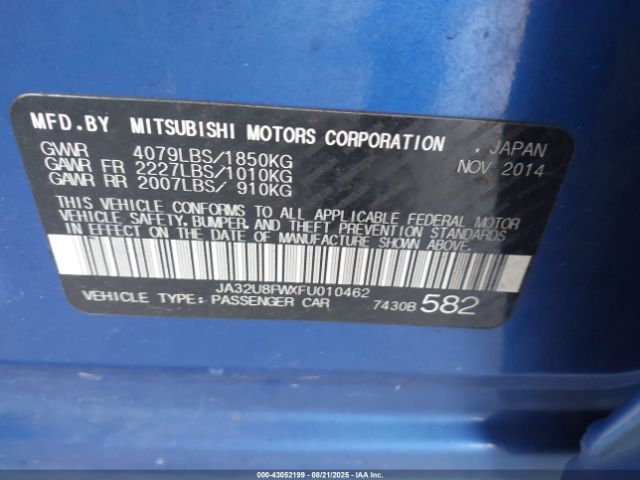 MFD.BY MITSUBISHI MOTORS CORPORATION, JAPAN
GVWR 4079LBS/1850KG NOV 2014
GAWR FR 2227LBS/1010KG
GAWR RR 2007LBS/ 910KG
THIS VEHICLE CONFORMS TO ALL APPLICABLE FEDERAL MOTOR
VEHICLE SAFETY, BUMPER, AND THEFT PREVENTION STANDARDS
IN EFFECT ON THE DATE OF MANUFACTURE SHOWN ABOVE.
JA32U8FWXFU010462
VEHICLE TYPE: PASSENGER CAR 7430B 582
000-43052199 - 08/21/2025 - IAAI.COM